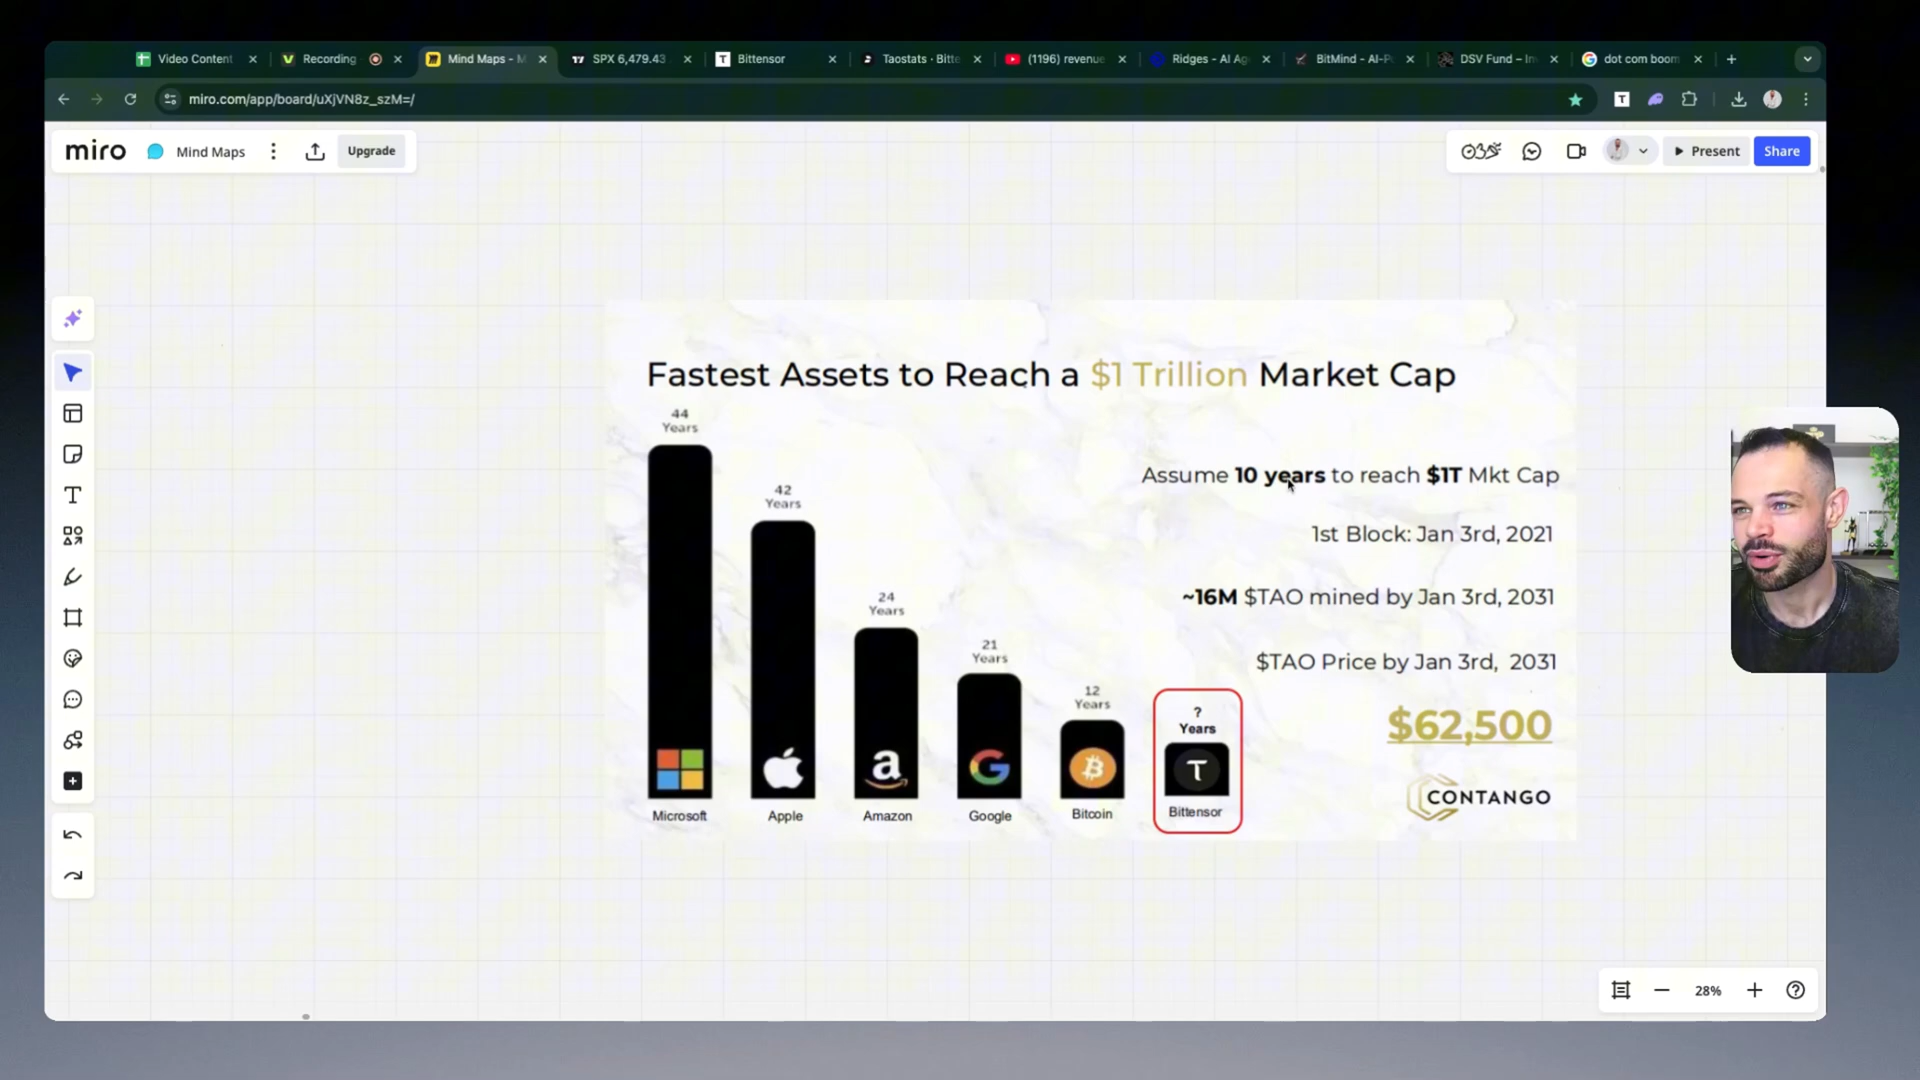 Video Content
Recording
Mind Maps - M
SPX 6,479.43
Bittensor
Taostats · Bitte
(1196) revenue
Ridges - AI Ag
BitMind - AI-P
DSV Fund – In
dot com boom
miro.com/app/board/uXjVN8z_szM=/
miro
Mind Maps
Upgrade
Present
Share
Fastest Assets to Reach a $1 Trillion Market Cap
44
Years
42
Years
24
Years
21
Years
12
Years
?
Years
Microsoft
Apple
Amazon
Google
Bitcoin
Bittensor
Assume 10 years to reach $1T Mkt Cap
1st Block: Jan 3rd, 2021
~16M $TAO mined by Jan 3rd, 2031
$TAO Price by Jan 3rd, 2031
$62,500
CONTANGO
28%